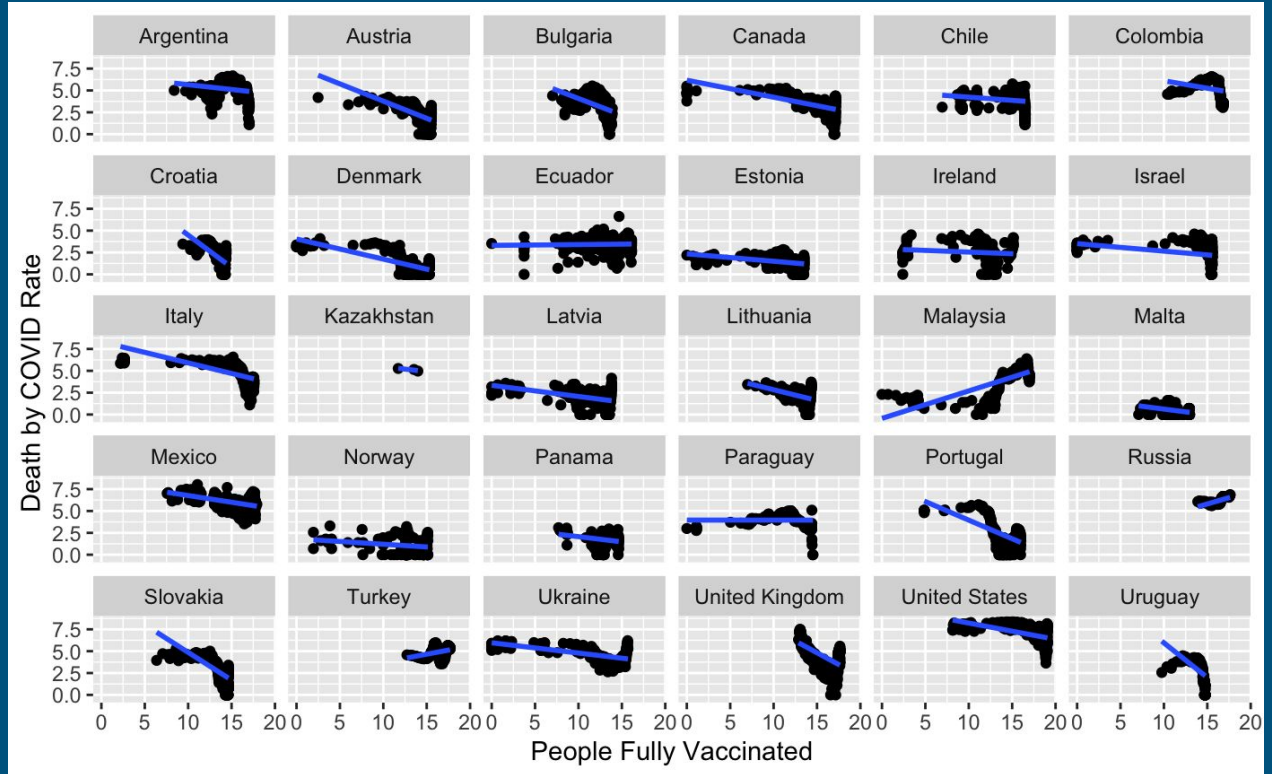 Argentina Austria Bulgaria Canada Chile Colombia
7.5
5.0
2.5
0.0
Croatia Denmark Ecuador Estonia Ireland Israel
7.5
5.0
2.5
0.0
Italy Kazakhstan Latvia Lithuania Malaysia Malta
7.5
5.0
2.5
0.0
Mexico Norway Panama Paraguay Portugal Russia
7.5
5.0
2.5
0.0
Slovakia Turkey Ukraine United Kingdom United States Uruguay
7.5
5.0
2.5
0.0
0 5 10 15 20 0 5 10 15 20 0 5 10 15 20 0 5 10 15 20 0 5 10 15 20 0 5 10 15 20
People Fully Vaccinated
Death by COVID Rate